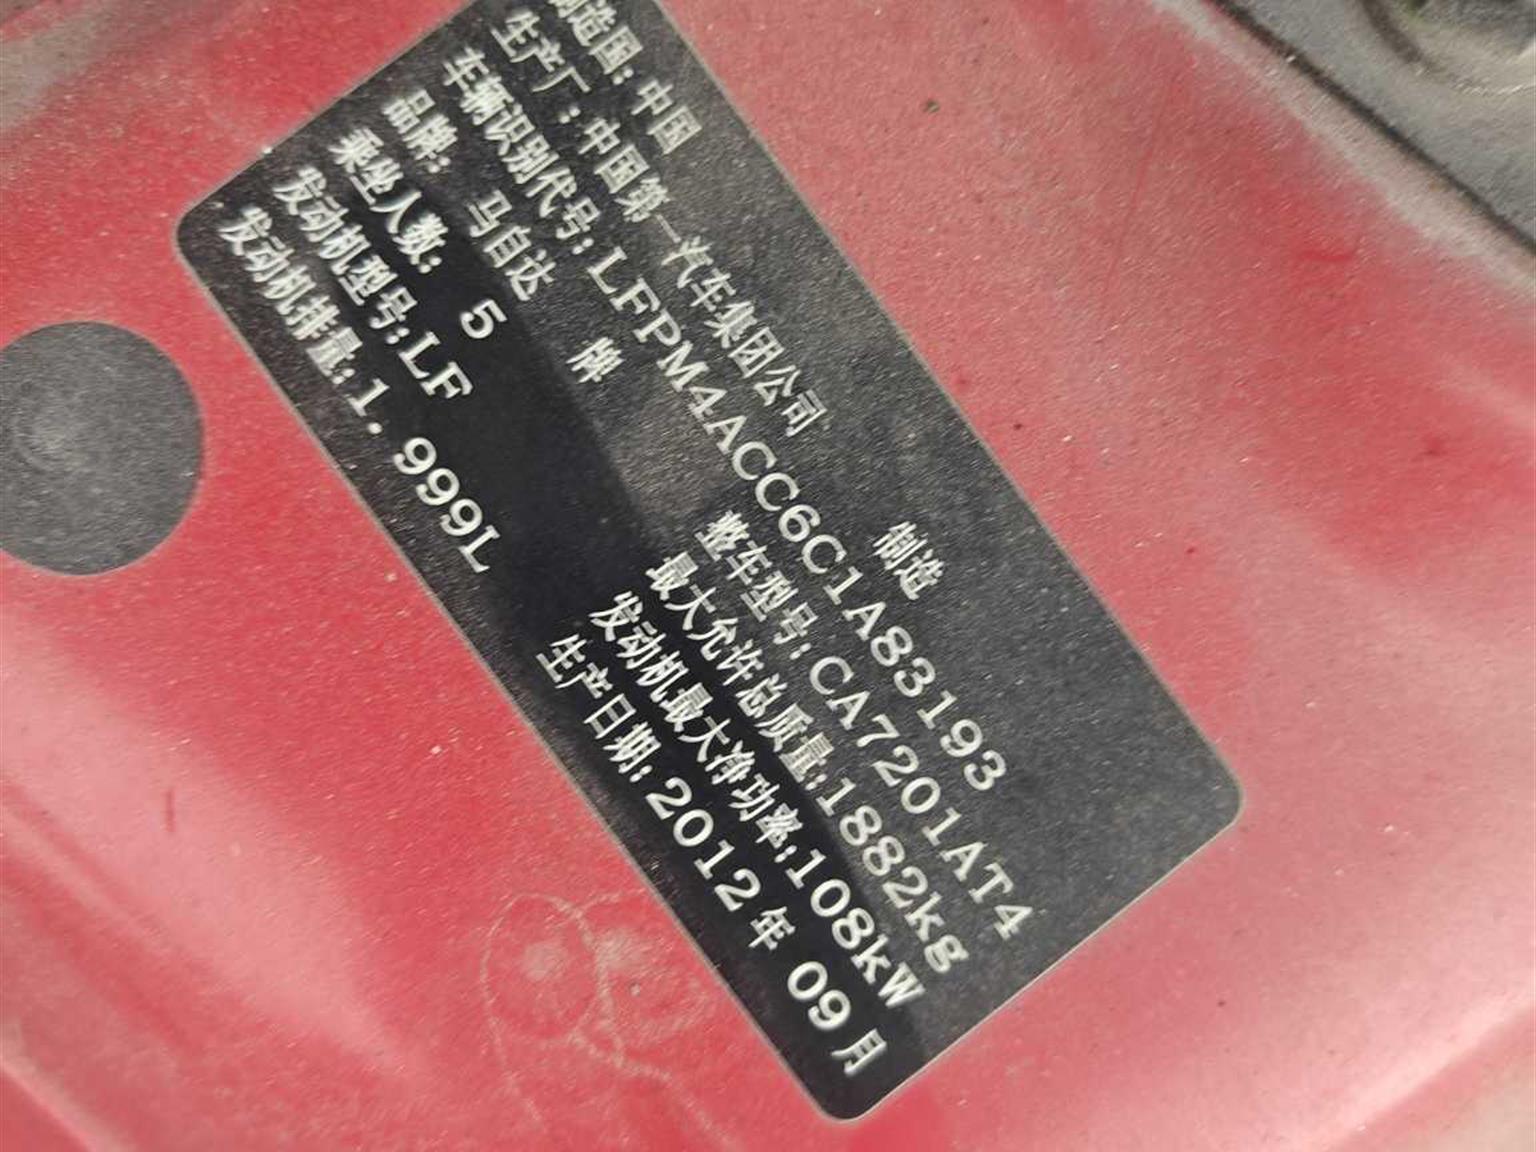 制造国: 中国
生产厂: 中国第一汽车集团公司 制造
车辆识别代号: LFPM4ACC6C1A83193
品牌: 马自达 牌 整车型号: CA7201AT4
乘坐人数: 5 最大允许总质量: 1882kg
发动机型号: LF 发动机最大净功率: 108kW
发动机排量: 1.999L 生产日期: 2012年 09月